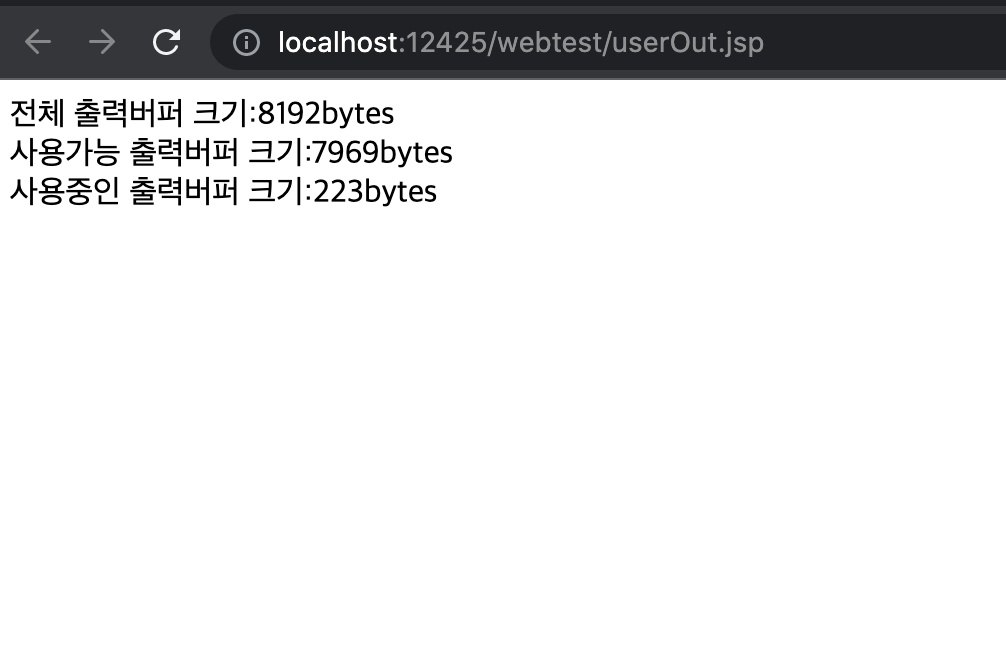 localhost:12425/webtest/userOut.jsp
전체 출력버퍼 크기:8192bytes
사용가능 출력버퍼 크기:7969bytes
사용중인 출력버퍼 크기:223bytes